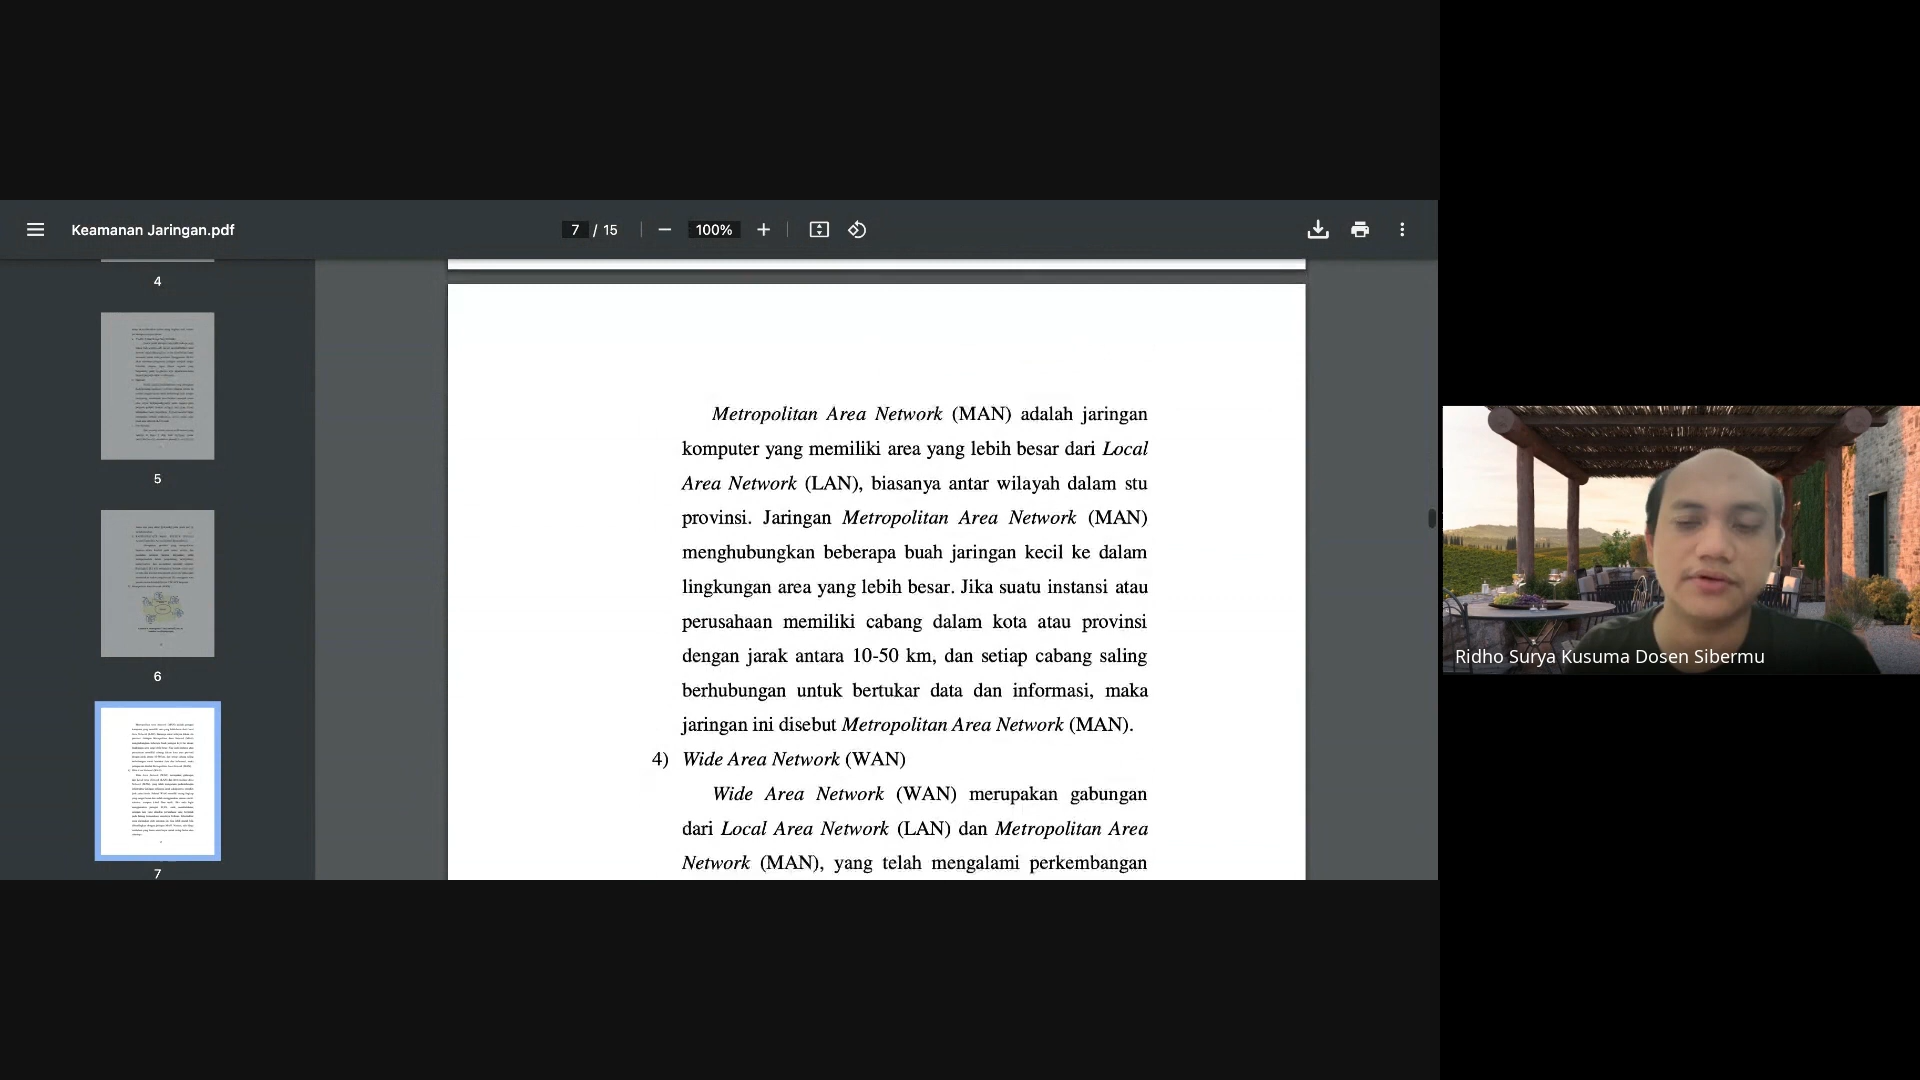 Keamanan Jaringan.pdf
7 / 15
100%
4
5
6
7
Metropolitan Area Network (MAN) adalah jaringan
komputer yang memiliki area yang lebih besar dari Local
Area Network (LAN), biasanya antar wilayah dalam stu
provinsi. Jaringan Metropolitan Area Network (MAN)
menghubungkan beberapa buah jaringan kecil ke dalam
lingkungan area yang lebih besar. Jika suatu instansi atau
perusahaan memiliki cabang dalam kota atau provinsi
dengan jarak antara 10-50 km, dan setiap cabang saling
berhubungan untuk bertukar data dan informasi, maka
jaringan ini disebut Metropolitan Area Network (MAN).
4) Wide Area Network (WAN)
Wide Area Network (WAN) merupakan gabungan
dari Local Area Network (LAN) dan Metropolitan Area
Network (MAN), yang telah mengalami perkembangan
Ridho Surya Kusuma Dosen Sibermu